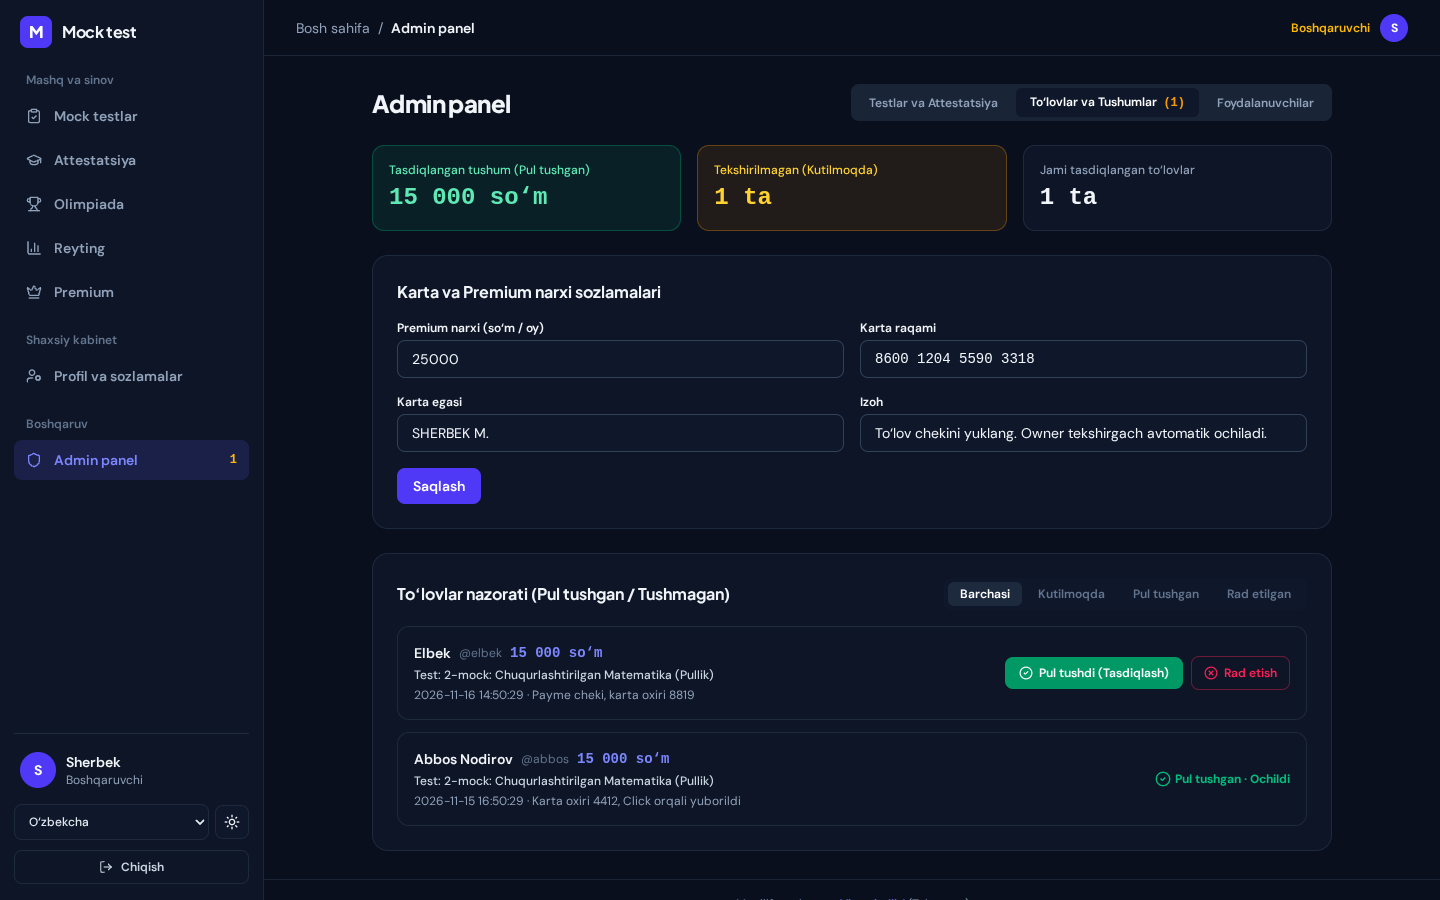 M Mock test
Mashq va sinov
Mock testlar
Attestatsiya
Olimpiada
Reyting
Premium
Shaxsiy kabinet
Profil va sozlamalar
Boshqaruv
Admin panel 1
S Sherbek
Boshqaruvchi
O‘zbekcha
Chiqish
Bosh sahifa / Admin panel
Boshqaruvchi S
Admin panel
Testlar va Attestatsiya To‘lovlar va Tushumlar (1) Foydalanuvchilar
Tasdiqlangan tushum (Pul tushgan)
15 000 so‘m
Tekshirilmagan (Kutilmoqda)
1 ta
Jami tasdiqlangan to‘lovlar
1 ta
Karta va Premium narxi sozlamalari
Premium narxi (so‘m / oy)
25000
Karta raqami
8600 1204 5590 3318
Karta egasi
SHERBEK M.
Izoh
To‘lov chekini yuklang. Owner tekshirgach avtomatik ochiladi.
Saqlash
To‘lovlar nazorati (Pul tushgan / Tushmagan)
Barchasi Kutilmoqda Pul tushgan Rad etilgan
Elbek @elbek 15 000 so‘m
Test: 2-mock: Chuqurlashtirilgan Matematika (Pullik)
2026-11-16 14:50:29 · Payme cheki, karta oxiri 8819
Pul tushdi (Tasdiqlash) Rad etish
Abbos Nodirov @abbos 15 000 so‘m
Test: 2-mock: Chuqurlashtirilgan Matematika (Pullik)
2026-11-15 16:50:29 · Karta oxiri 4412, Click orqali yuborildi
Pul tushgan · Ochildi